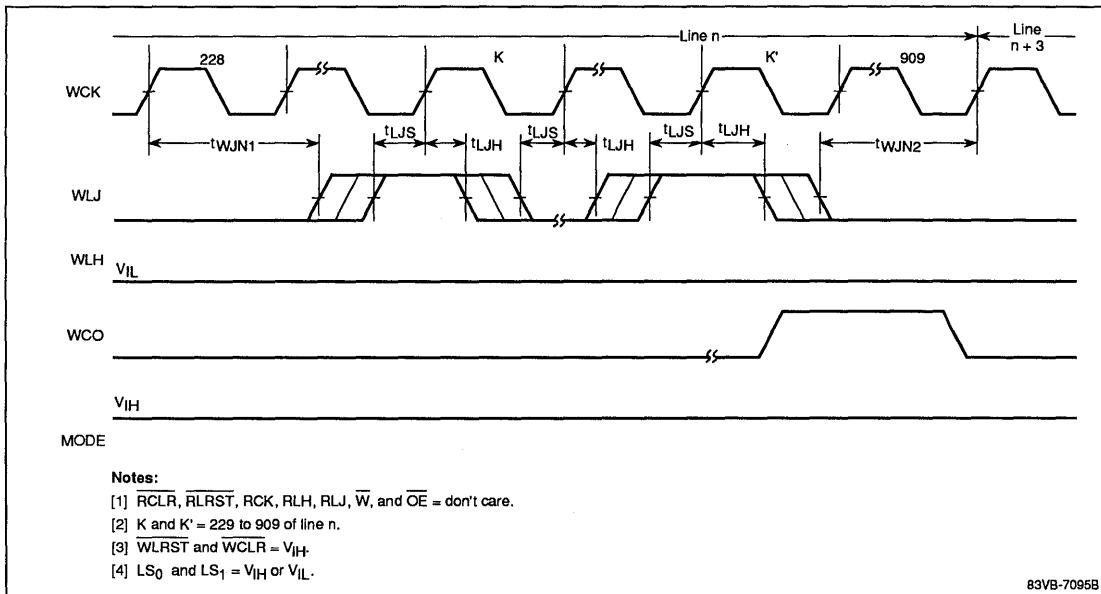 Line n
Line
n + 3
228
K
K'
909
WCK
tWJN1
tLJS
tLJH
tLJS
tLJH
tLJS
tLJH
tWJN2
WLJ
WLH
VIL
WCO
VIH
MODE
Notes:
[1] RCLR, RLRST, RCK, RLH, RLJ, W, and OE = don't care.
[2] K and K' = 229 to 909 of line n.
[3] WLRST and WCLR = VIH.
[4] LS0 and LS1 = VIH or VIL.
83VB-7095B